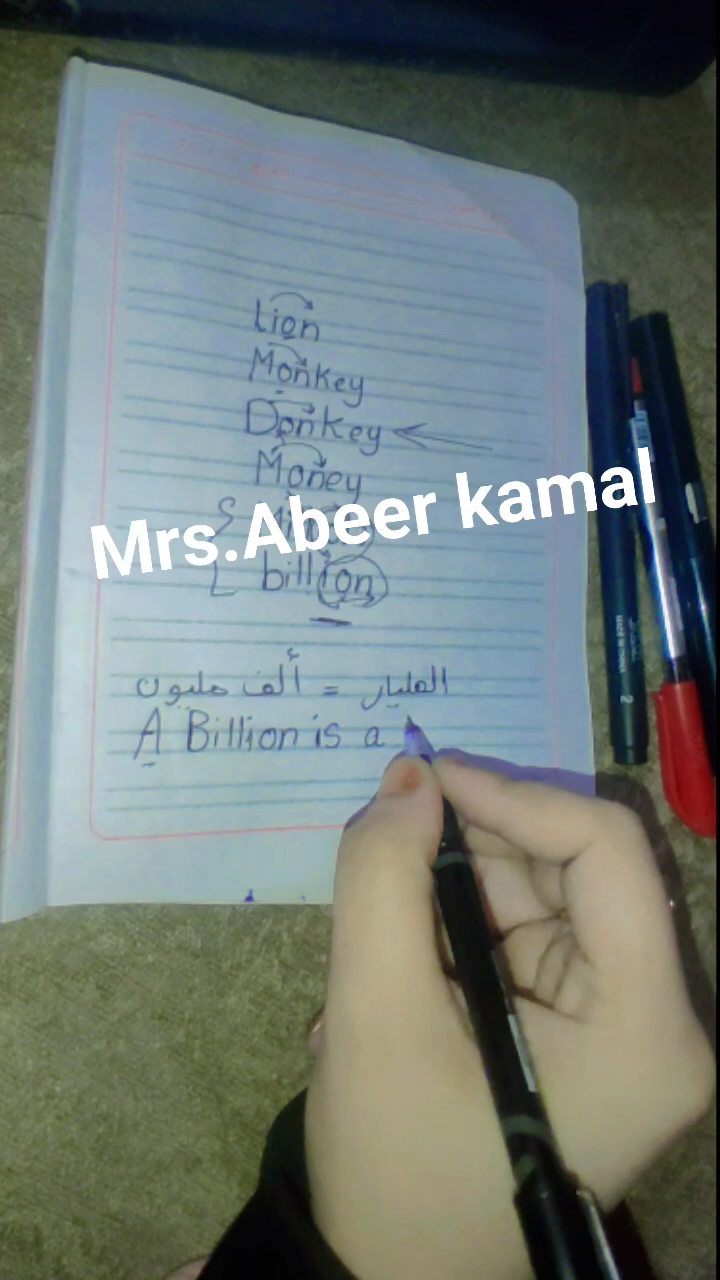 Lion
Monkey
Donkey
Money
Mrs.Abeer kamal
billion
المليار = ألف مليون
A Billion is a